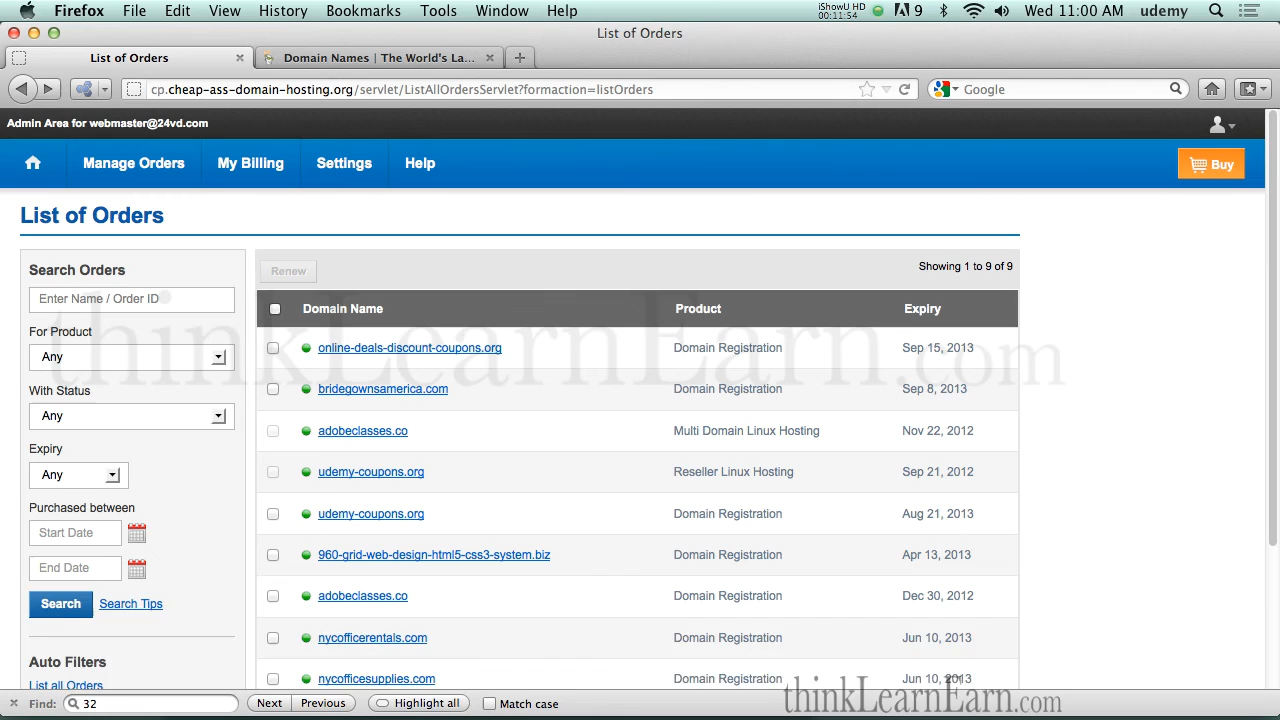 Firefox File Edit View History Bookmarks Tools Window Help iShowU HD 00:11:54 9 Wed 11:00 AM udemy
List of Orders
List of Orders Domain Names | The World's La...
cp.cheap-ass-domain-hosting.org/servlet/ListAllOrdersServlet?formaction=listOrders Google
Admin Area for webmaster@24vd.com
Manage Orders My Billing Settings Help Buy
List of Orders
Search Orders
Enter Name / Order ID
For Product
Any
With Status
Any
Expiry
Any
Purchased between
Start Date
End Date
Search Search Tips
Auto Filters
List all Orders
Renew Showing 1 to 9 of 9
Domain Name Product Expiry
online-deals-discount-coupons.org Domain Registration Sep 15, 2013
bridegownsamerica.com Domain Registration Sep 8, 2013
adobeclasses.co Multi Domain Linux Hosting Nov 22, 2012
udemy-coupons.org Reseller Linux Hosting Sep 21, 2012
udemy-coupons.org Domain Registration Aug 21, 2013
960-grid-web-design-html5-css3-system.biz Domain Registration Apr 13, 2013
adobeclasses.co Domain Registration Dec 30, 2012
nycofficerentals.com Domain Registration Jun 10, 2013
nycofficesupplies.com Domain Registration Jun 10, 2013
thinkLearnEarn.com
Find: 32 Next Previous Highlight all Match case
thinkLearnEarn.com